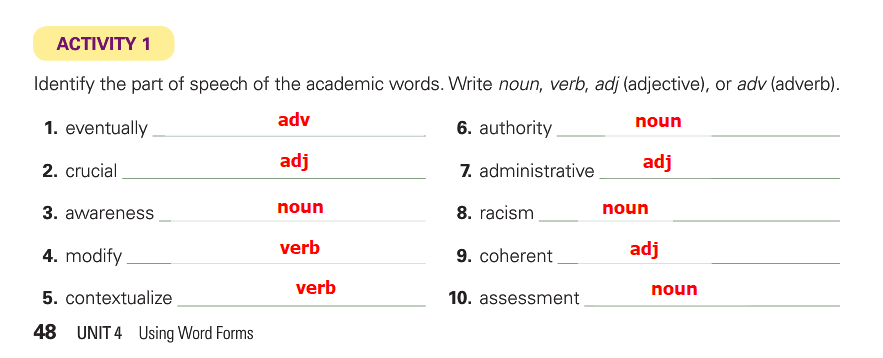 ACTIVITY 1
Identify the part of speech of the academic words. Write noun, verb, adj (adjective), or adv (adverb).
1. eventually adv
2. crucial adj
3. awareness noun
4. modify verb
5. contextualize verb
6. authority noun
7. administrative adj
8. racism noun
9. coherent adj
10. assessment noun
48 UNIT 4 Using Word Forms